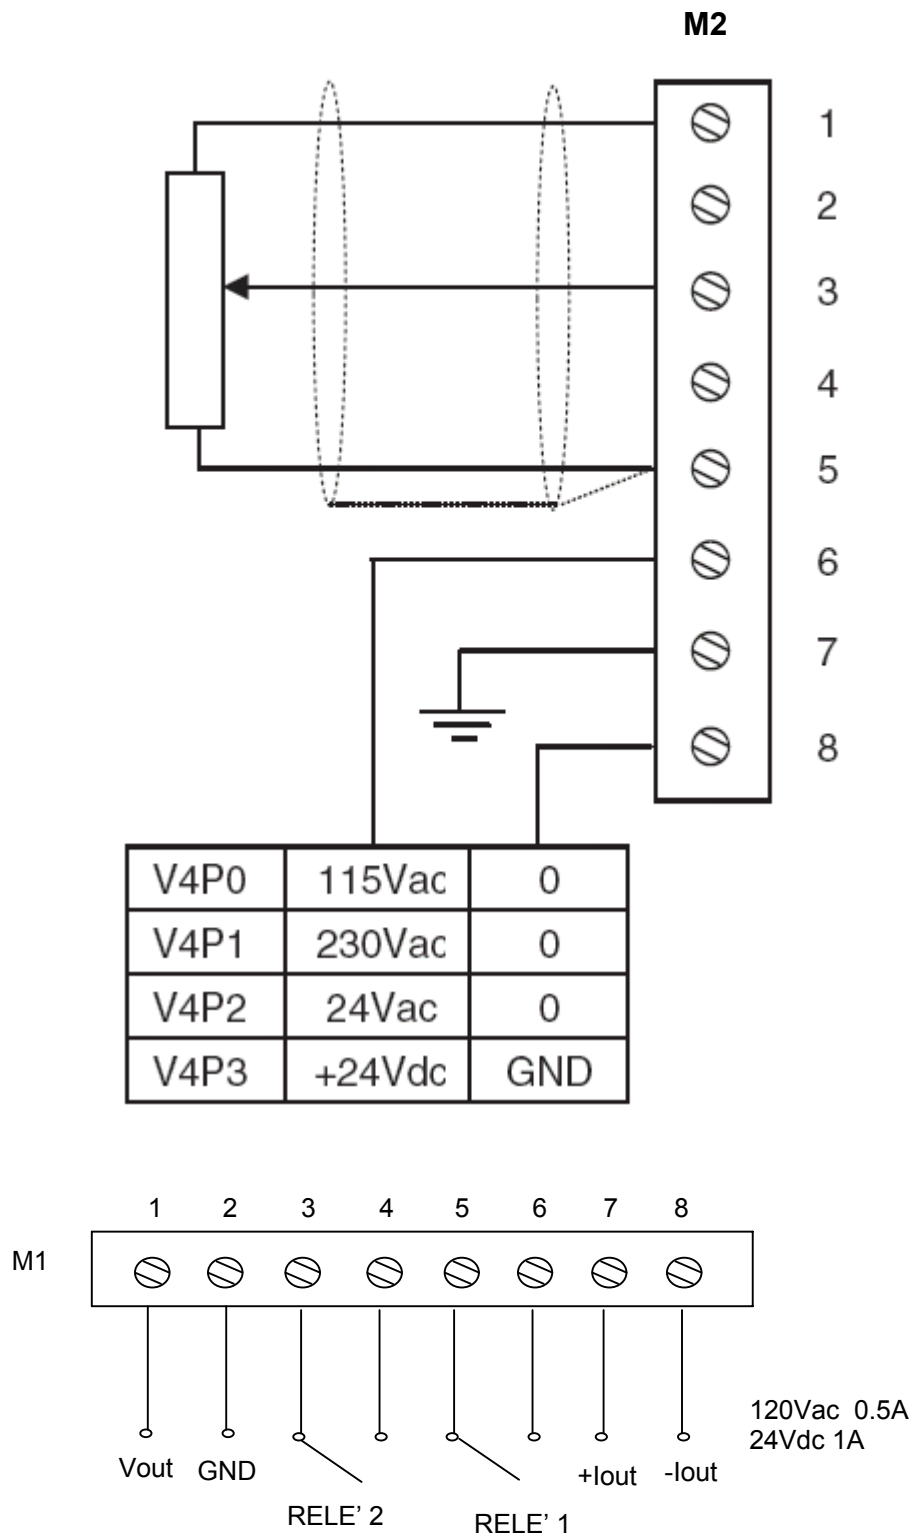 M2
1
2
3
4
5
6
7
8
V4P0 115Vac 0
V4P1 230Vac 0
V4P2 24Vac 0
V4P3 +24Vdc GND
1 2 3 4 5 6 7 8
M1
120Vac 0.5A
24Vdc 1A
Vout GND +Iout -Iout
RELE' 2 RELE' 1